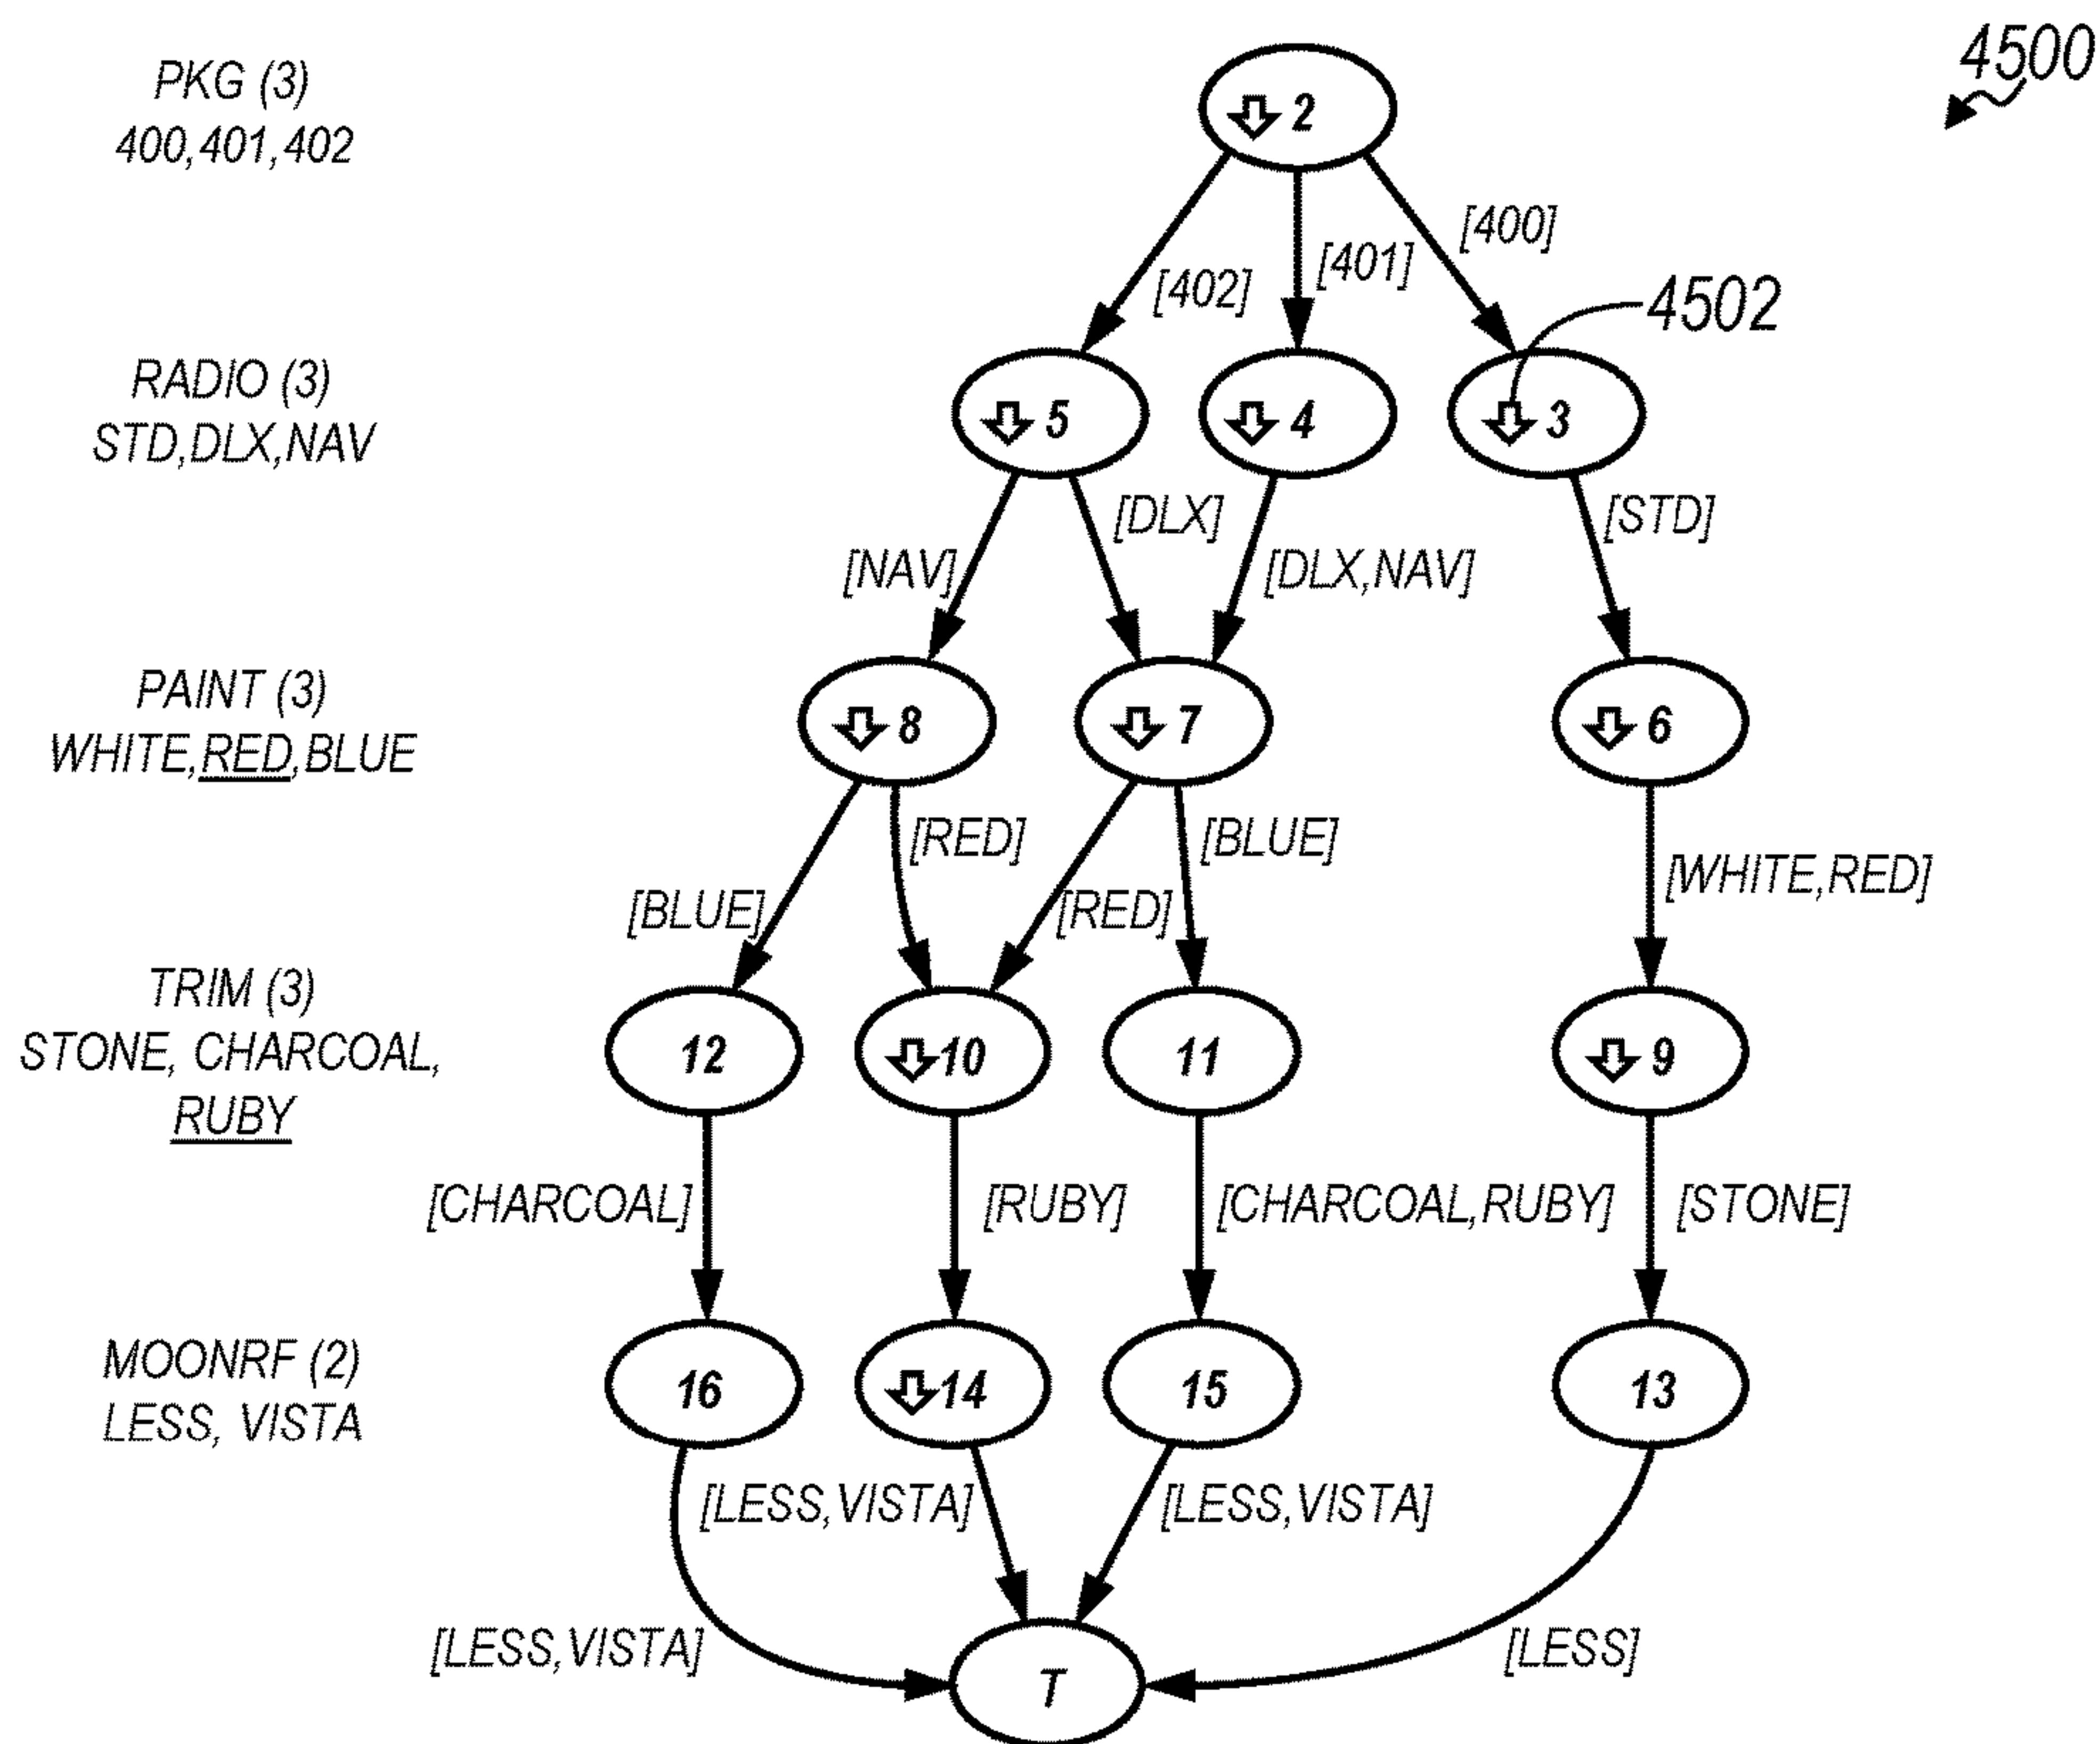 4500
PKG (3)
400,401,402
2
[402]
[401]
[400]
4502
RADIO (3)
STD,DLX,NAV
5
4
3
[NAV]
[DLX]
[DLX,NAV]
[STD]
PAINT (3)
WHITE,RED,BLUE
8
7
6
[BLUE]
[RED]
[RED]
[BLUE]
[WHITE,RED]
TRIM (3)
STONE, CHARCOAL,
RUBY
12
10
11
9
[CHARCOAL]
[RUBY]
[CHARCOAL,RUBY]
[STONE]
MOONRF (2)
LESS, VISTA
16
14
15
13
[LESS,VISTA]
[LESS,VISTA]
[LESS,VISTA]
[LESS]
T